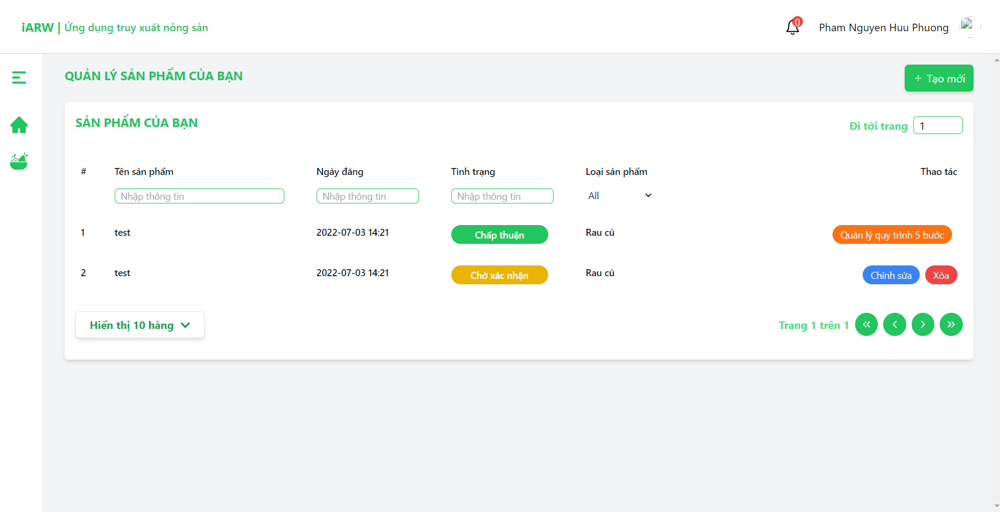 iARW | Ứng dụng truy xuất nông sản
0
Pham Nguyen Huu Phuong
QUẢN LÝ SẢN PHẨM CỦA BẠN
+ Tạo mới
SẢN PHẨM CỦA BẠN
Đi tới trang 1
# Tên sản phẩm Ngày đăng Tình trạng Loại sản phẩm Thao tác
Nhập thông tin Nhập thông tin Nhập thông tin All
1 test 2022-07-03 14:21 Chấp thuận Rau củ Quản lý quy trình 5 bước
2 test 2022-07-03 14:21 Chờ xác nhận Rau củ Chỉnh sửa Xóa
Hiển thị 10 hàng
Trang 1 trên 1